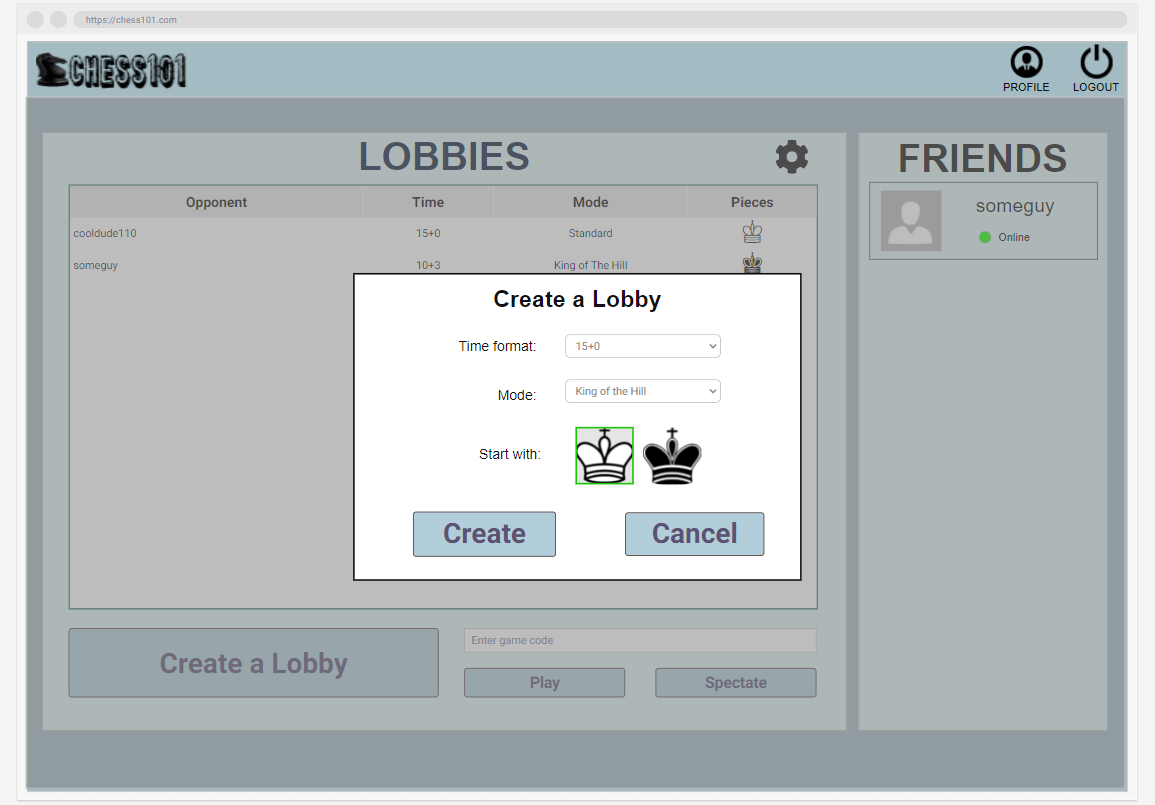 https://chess101.com
CHESS101
PROFILE
LOGOUT
LOBBIES
Opponent Time Mode Pieces
cooldude110 15+0 Standard
someguy 10+3 King of The Hill
Create a Lobby
Time format: 15+0
Mode: King of the Hill
Start with:
Create Cancel
Create a Lobby
Enter game code
Play Spectate
FRIENDS
someguy
Online